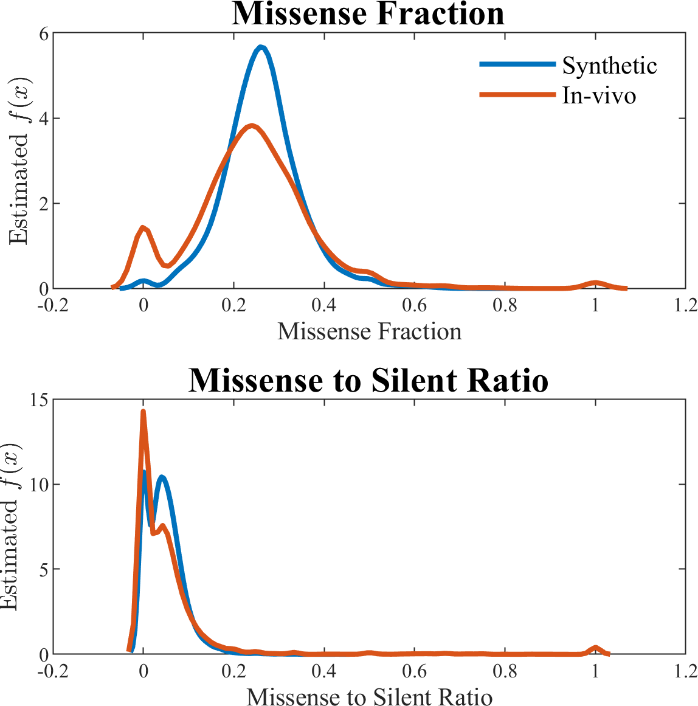 Missense Fraction
6
4
2
0
Estimated f(x)
Synthetic
In-vivo
-0.2 0 0.2 0.4 0.6 0.8 1 1.2
Missense Fraction
Missense to Silent Ratio
15
10
5
0
Estimated f(x)
-0.2 0 0.2 0.4 0.6 0.8 1 1.2
Missense to Silent Ratio